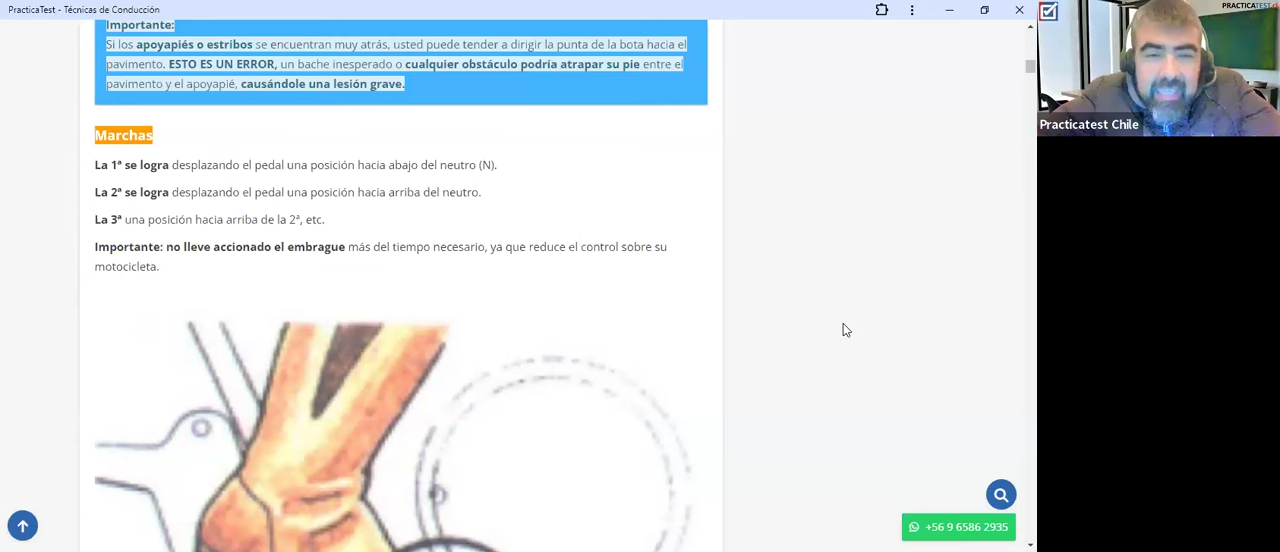 PracticaTest - Técnicas de Conducción
PRACTICATEST
Importante:
Si los apoyapiés o estribos se encuentran muy atrás, usted puede tender a dirigir la punta de la bota hacia el
pavimento. ESTO ES UN ERROR, un bache inesperado o cualquier obstáculo podría atrapar su pie entre el
pavimento y el apoyapié, causándole una lesión grave.
Practicatest Chile
Marchas
La 1ª se logra desplazando el pedal una posición hacia abajo del neutro (N).
La 2ª se logra desplazando el pedal una posición hacia arriba del neutro.
La 3ª una posición hacia arriba de la 2ª, etc.
Importante: no lleve accionado el embrague más del tiempo necesario, ya que reduce el control sobre su
motocicleta.
+56 9 6586 2935